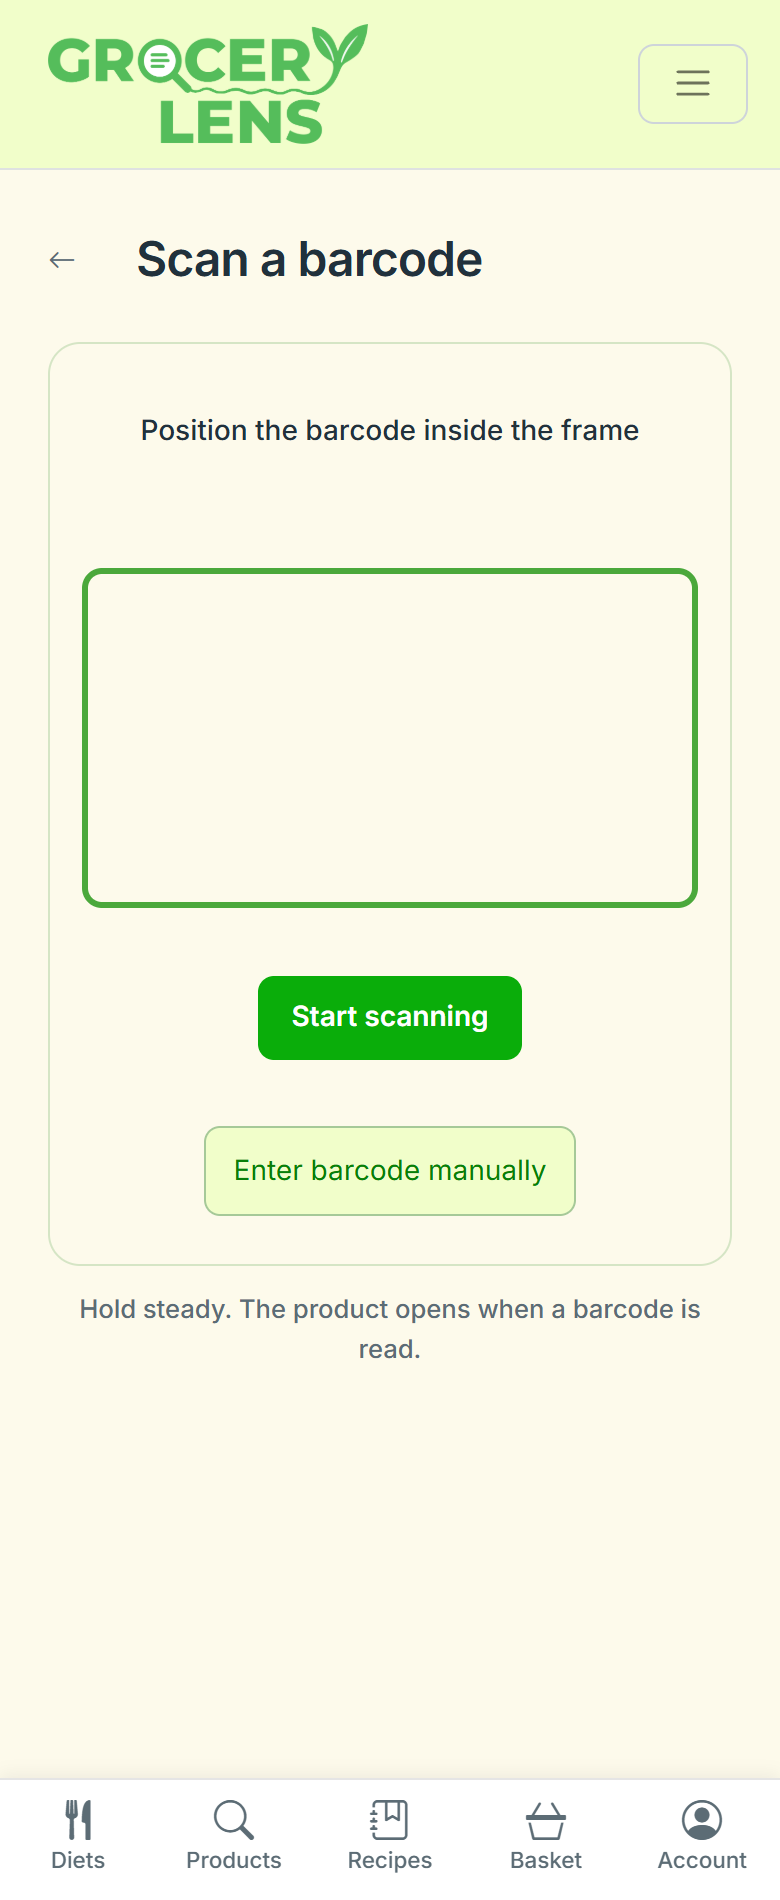 GROCERY
LENS
Scan a barcode
Position the barcode inside the frame
Start scanning
Enter barcode manually
Hold steady. The product opens when a barcode is
read.
Diets
Products
Recipes
Basket
Account